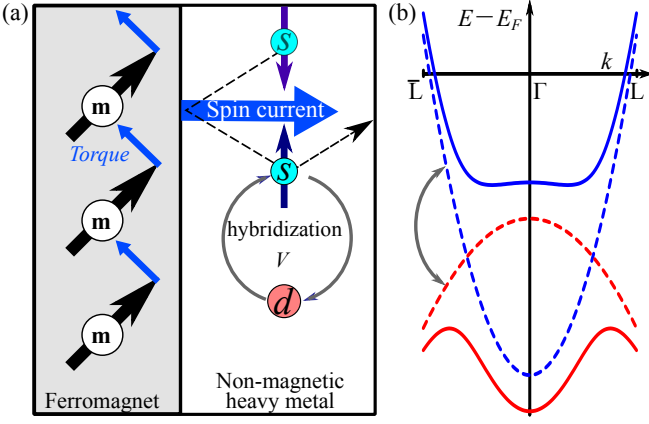 (a)
m
Torque
m
m
Ferromagnet
s
Spin current
s
hybridization
V
d
Non-magnetic
heavy metal
(b)
E−E_F
k
L̄
Γ
L